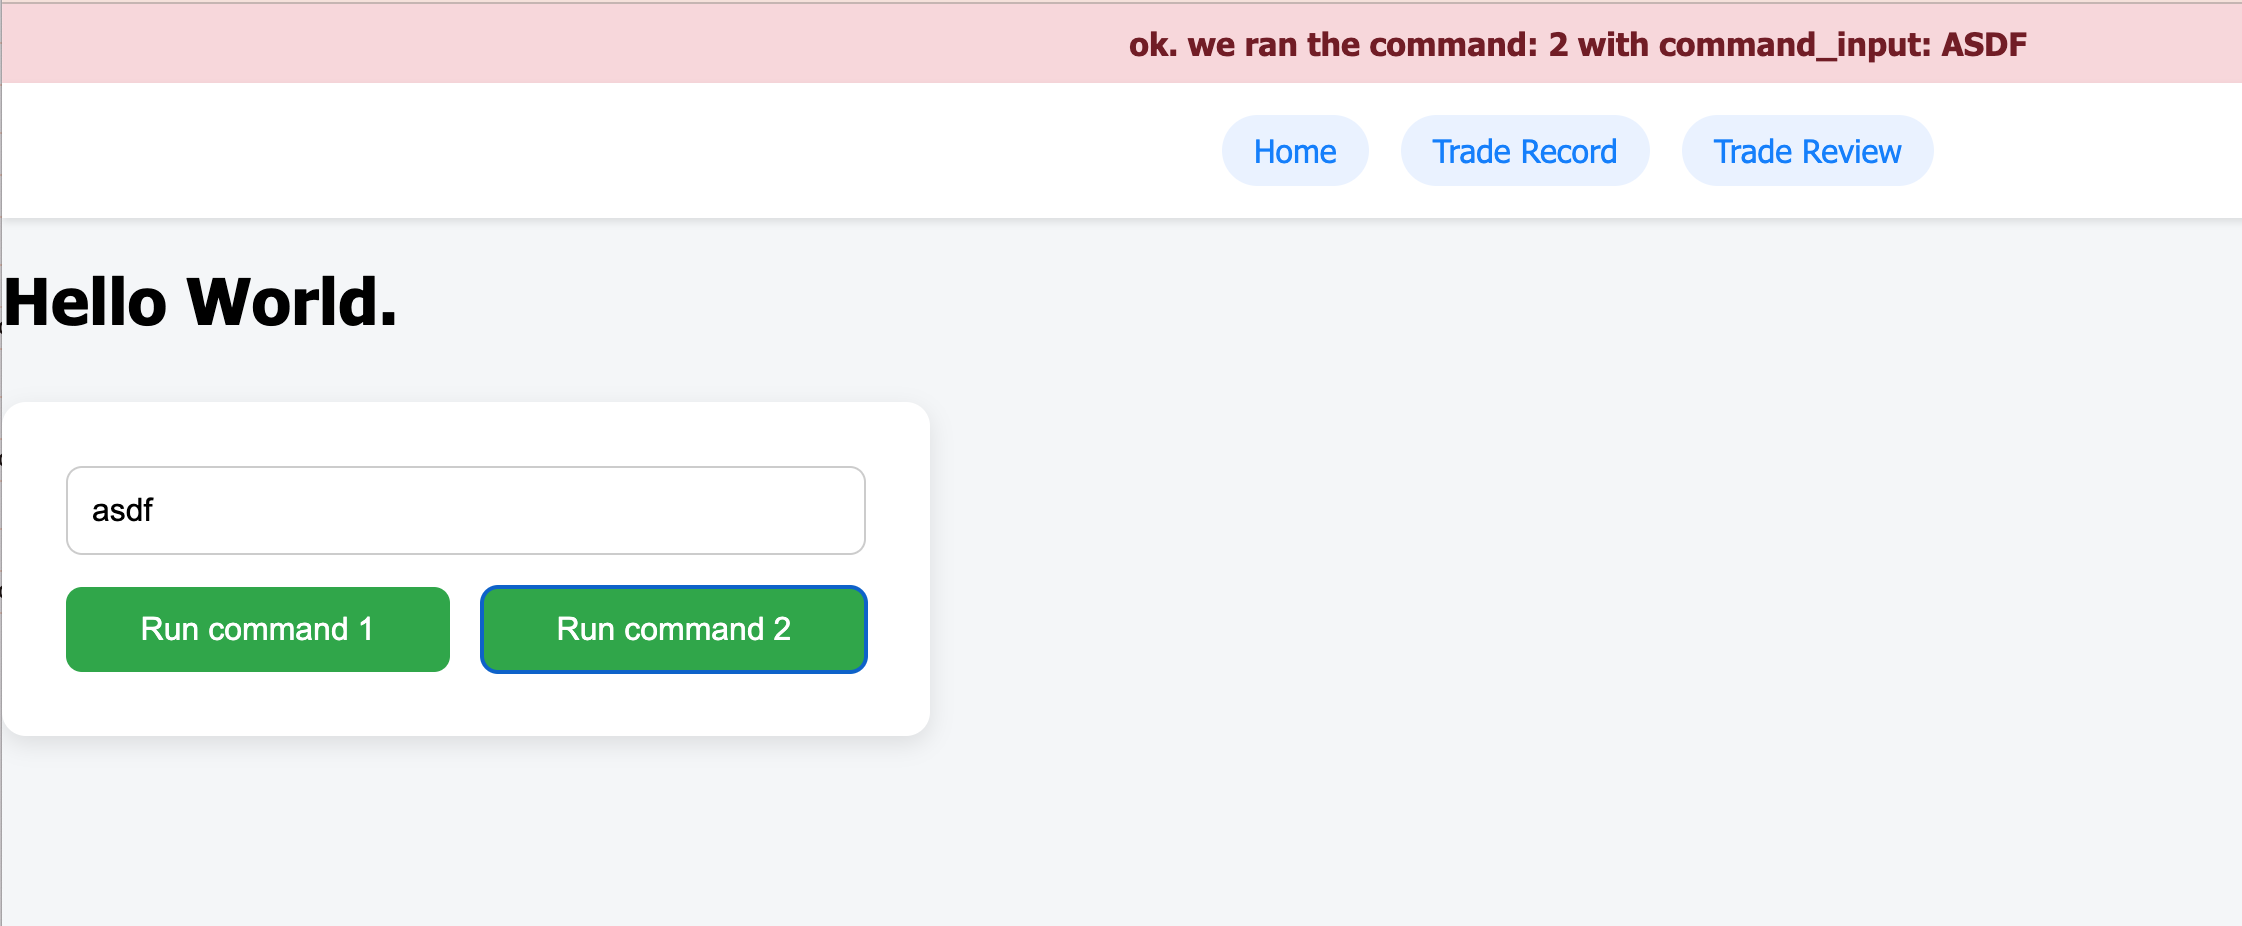 ok. we ran the command: 2 with command_input: ASDF
Home Trade Record Trade Review
Hello World.
asdf
Run command 1 Run command 2